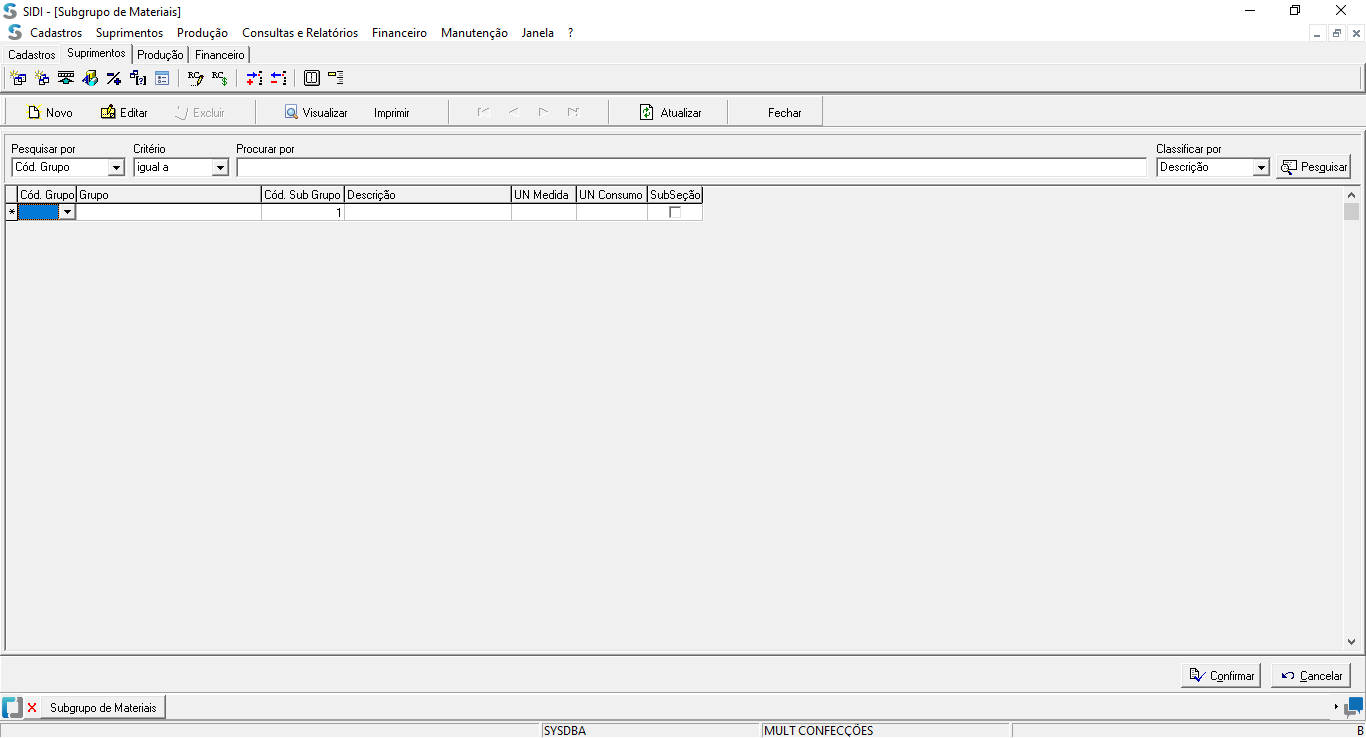 SIDI - [Subgrupo de Materiais]
Cadastros Suprimentos Produção Consultas e Relatórios Financeiro Manutenção Janela ?
Cadastros Suprimentos Produção Financeiro
Novo Editar Excluir Visualizar Imprimir Atualizar Fechar
Pesquisar por Critério Procurar por Classificar por
Cód. Grupo igual a Descrição Pesquisar
Cód. Grupo Grupo Cód. Sub Grupo Descrição UN Medida UN Consumo SubSeção
* 1
Confirmar Cancelar
Subgrupo de Materiais
SYSDBA MULT CONFECÇÕES B